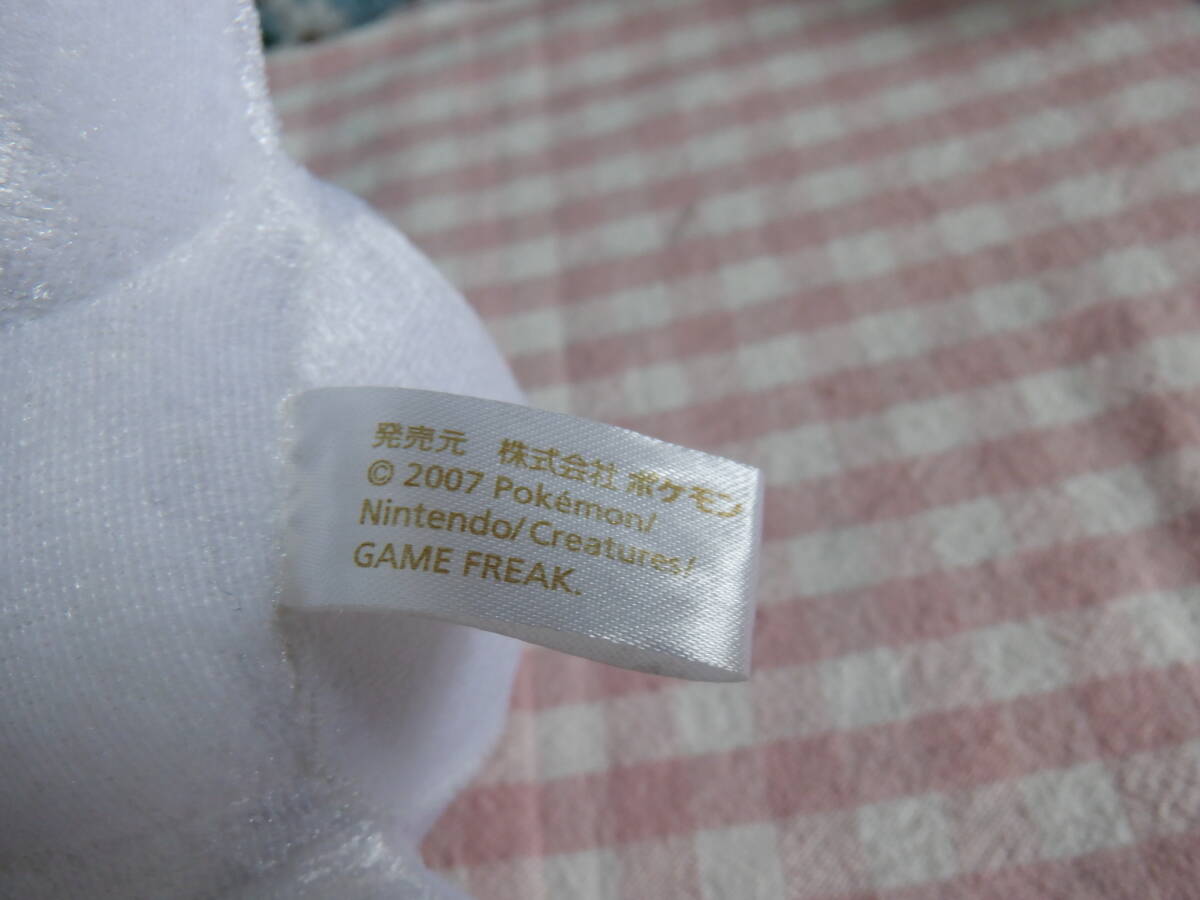 発売元　株式会社 ポケモン
© 2007 Pokémon/
Nintendo/Creatures/
GAME FREAK.